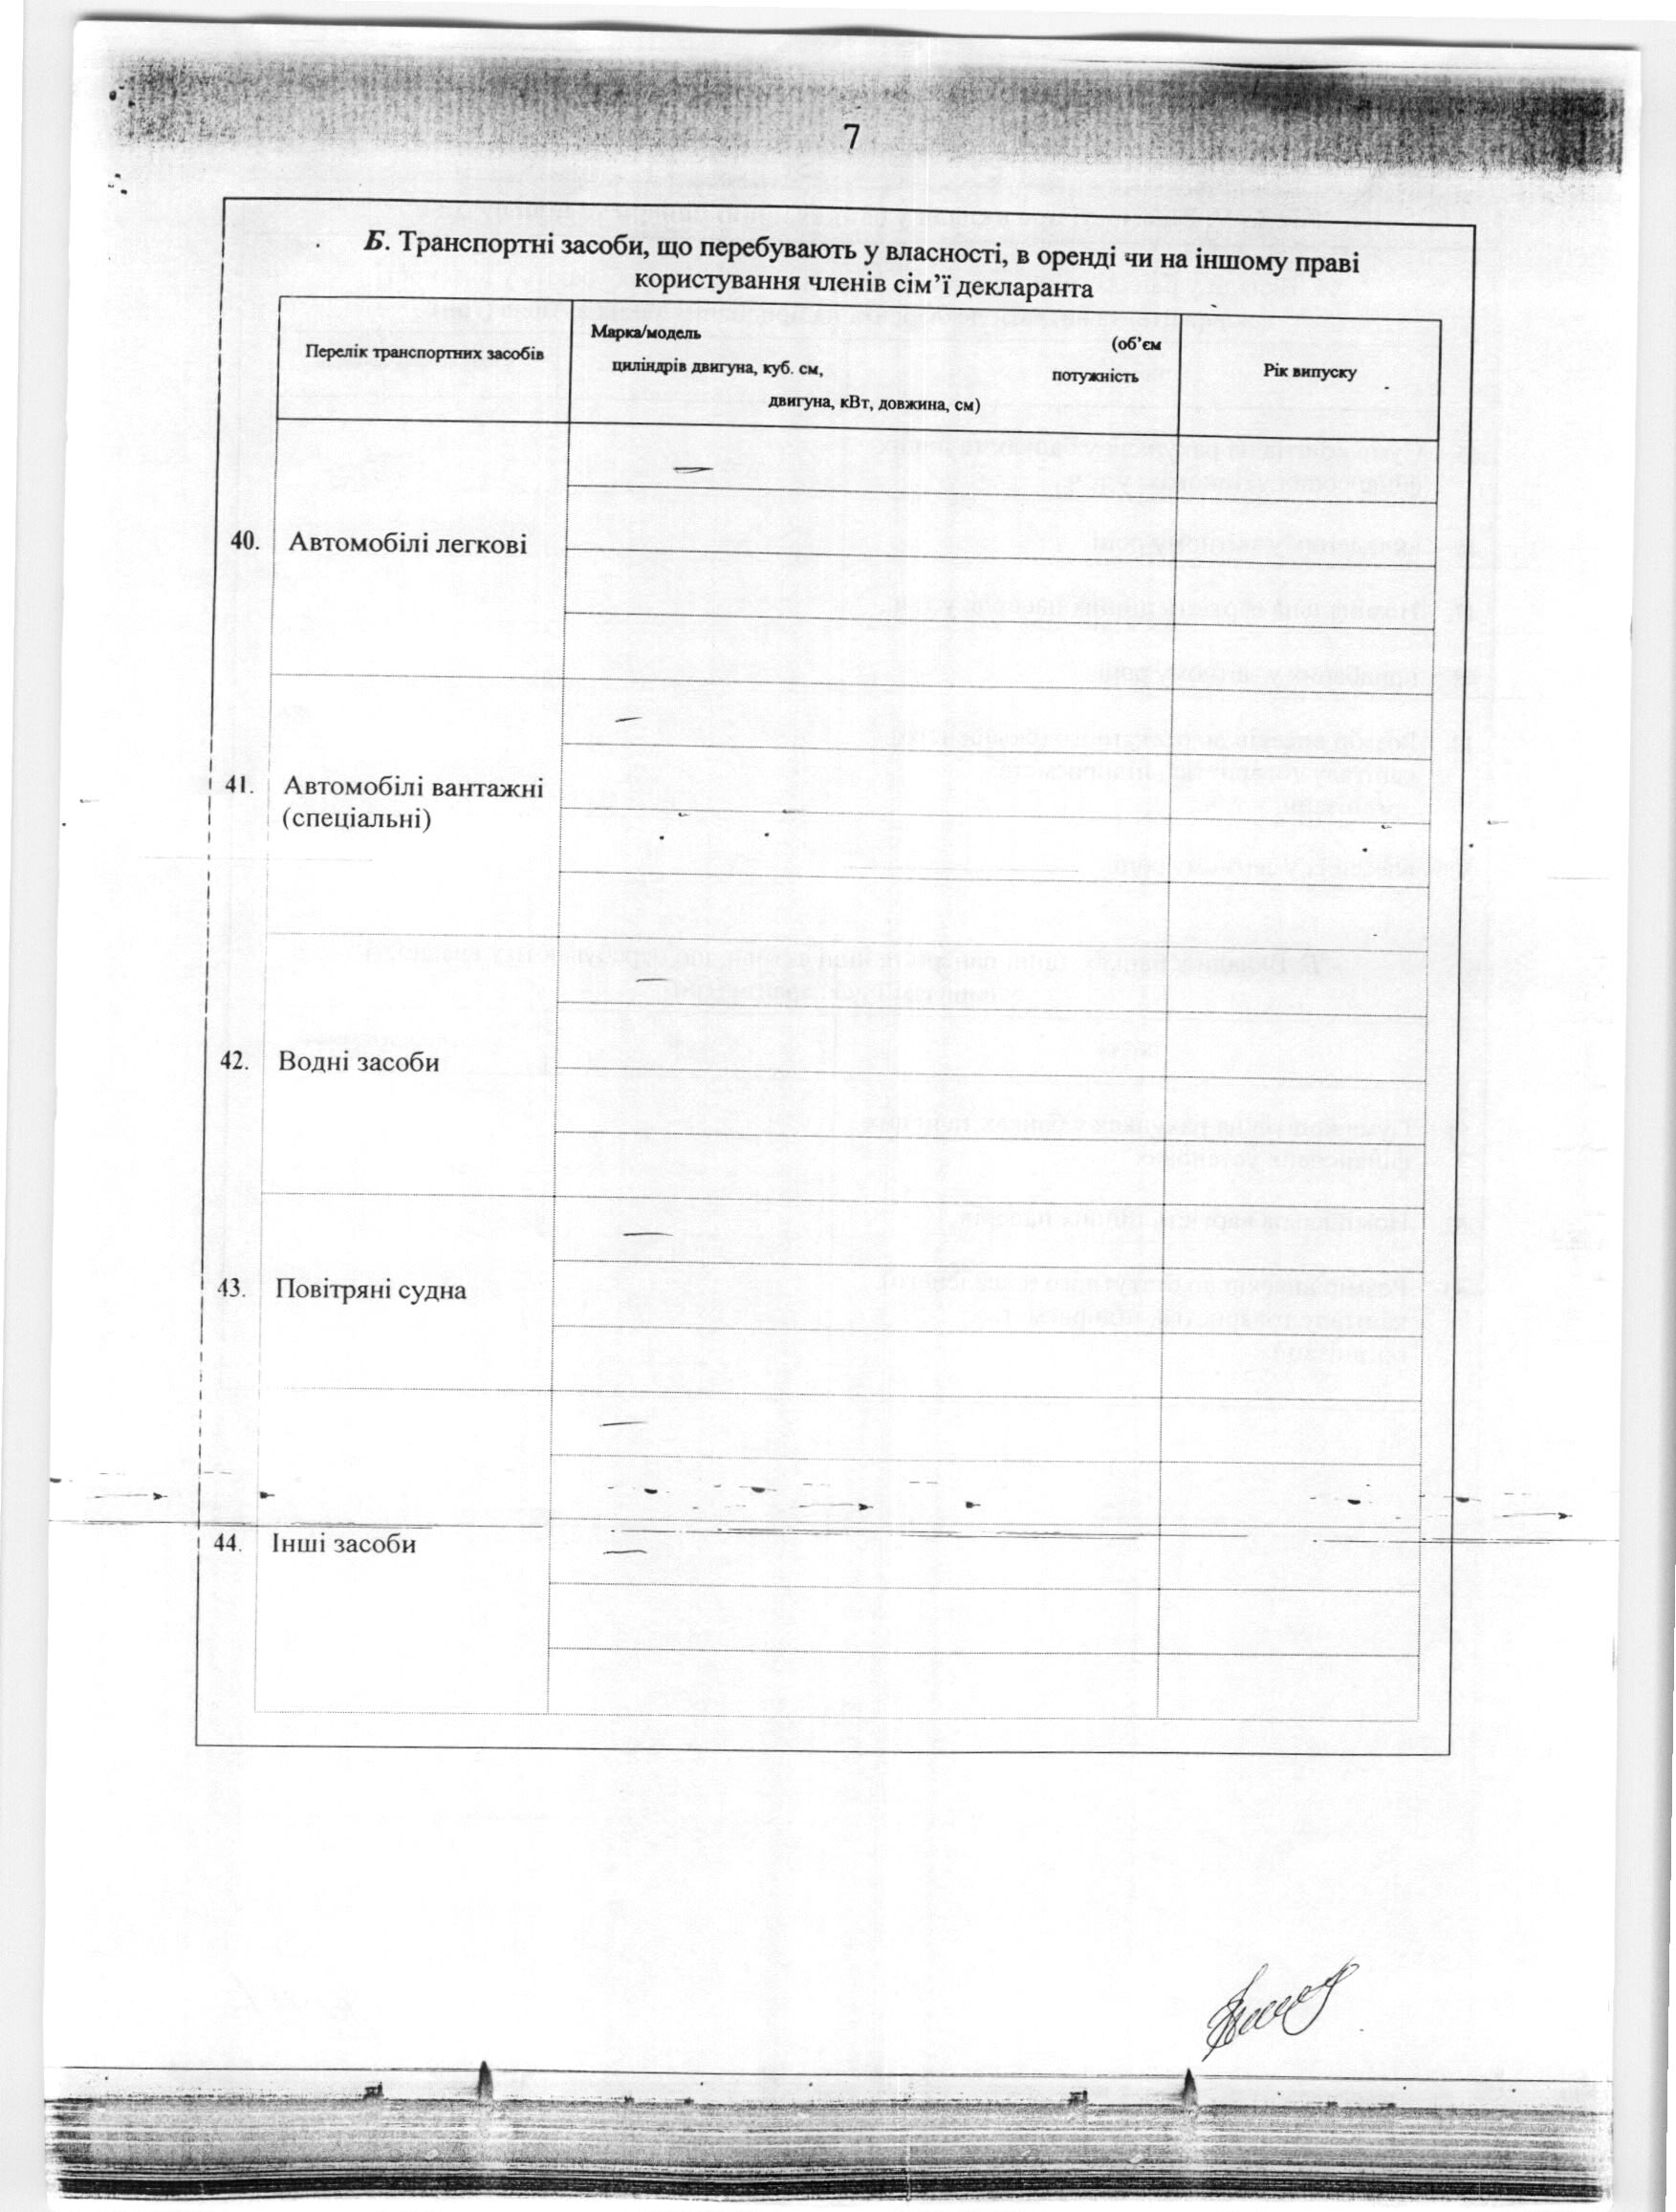 7
Б. Транспортні засоби, що перебувають у власності, в оренді чи на іншому праві
користування членів сім’ї декларанта
Перелік транспортних засобів
Марка/модель (об’єм
циліндрів двигуна, куб. см, потужність
двигуна, кВт, довжина, см)
Рік випуску
—
40. Автомобілі легкові
—
41. Автомобілі вантажні
(спеціальні)
—
42. Водні засоби
—
43. Повітряні судна
—
44. Інші засоби
—